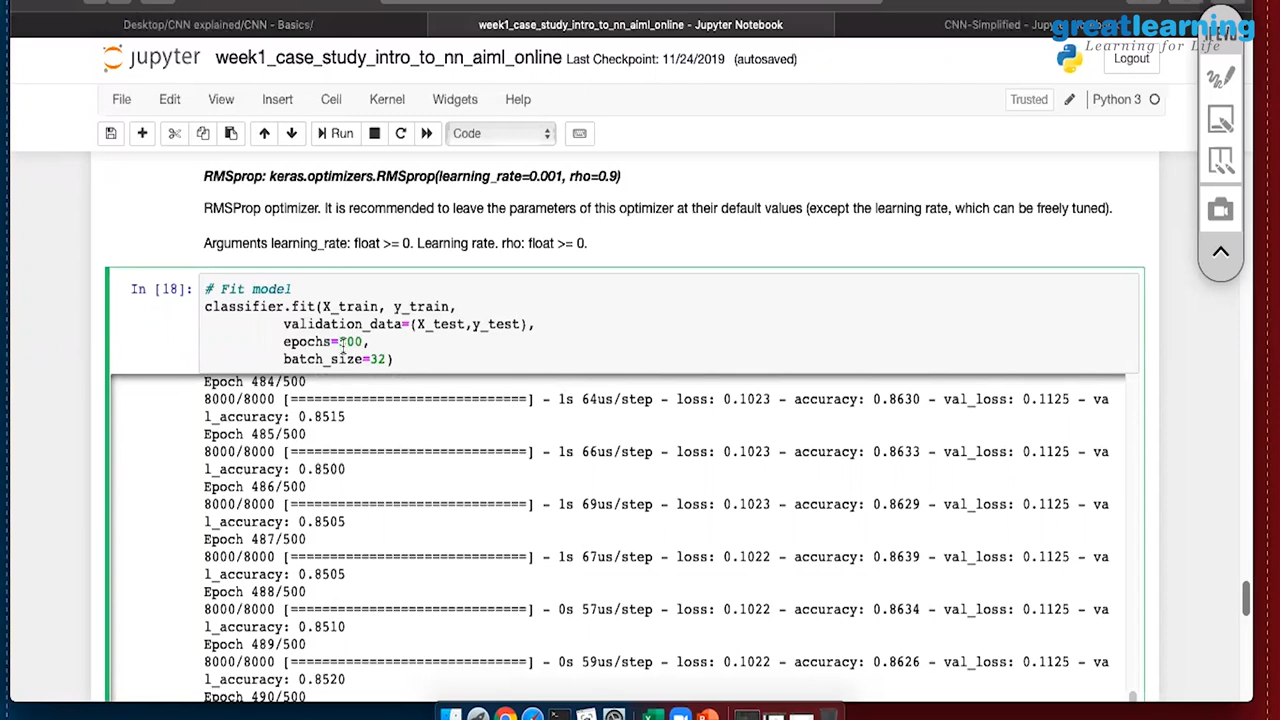 Desktop/CNN explained/CNN - Basics/
week1_case_study_intro_to_nn_aiml_online - Jupyter Notebook
CNN-Simplified - Jupyter
greatlearning
Learning for Life
jupyter
week1_case_study_intro_to_nn_aiml_online Last Checkpoint: 11/24/2019 (autosaved)
Logout
File Edit View Insert Cell Kernel Widgets Help
Trusted
Python 3
Run
Code
RMSprop: keras.optimizers.RMSprop(learning_rate=0.001, rho=0.9)
RMSProp optimizer. It is recommended to leave the parameters of this optimizer at their default values (except the learning rate, which can be freely tuned).
Arguments learning_rate: float >= 0. Learning rate. rho: float >= 0.
In [18]:
# Fit model
classifier.fit(X_train, y_train,
validation_data=(X_test,y_test),
epochs=500,
batch_size=32)
Epoch 484/500
8000/8000 [==============================] - 1s 64us/step - loss: 0.1023 - accuracy: 0.8630 - val_loss: 0.1125 - va
l_accuracy: 0.8515
Epoch 485/500
8000/8000 [==============================] - 1s 66us/step - loss: 0.1023 - accuracy: 0.8633 - val_loss: 0.1125 - va
l_accuracy: 0.8500
Epoch 486/500
8000/8000 [==============================] - 1s 69us/step - loss: 0.1023 - accuracy: 0.8629 - val_loss: 0.1125 - va
l_accuracy: 0.8505
Epoch 487/500
8000/8000 [==============================] - 1s 67us/step - loss: 0.1022 - accuracy: 0.8639 - val_loss: 0.1125 - va
l_accuracy: 0.8505
Epoch 488/500
8000/8000 [==============================] - 0s 57us/step - loss: 0.1022 - accuracy: 0.8634 - val_loss: 0.1125 - va
l_accuracy: 0.8510
Epoch 489/500
8000/8000 [==============================] - 0s 59us/step - loss: 0.1022 - accuracy: 0.8626 - val_loss: 0.1125 - va
l_accuracy: 0.8520
Epoch 490/500